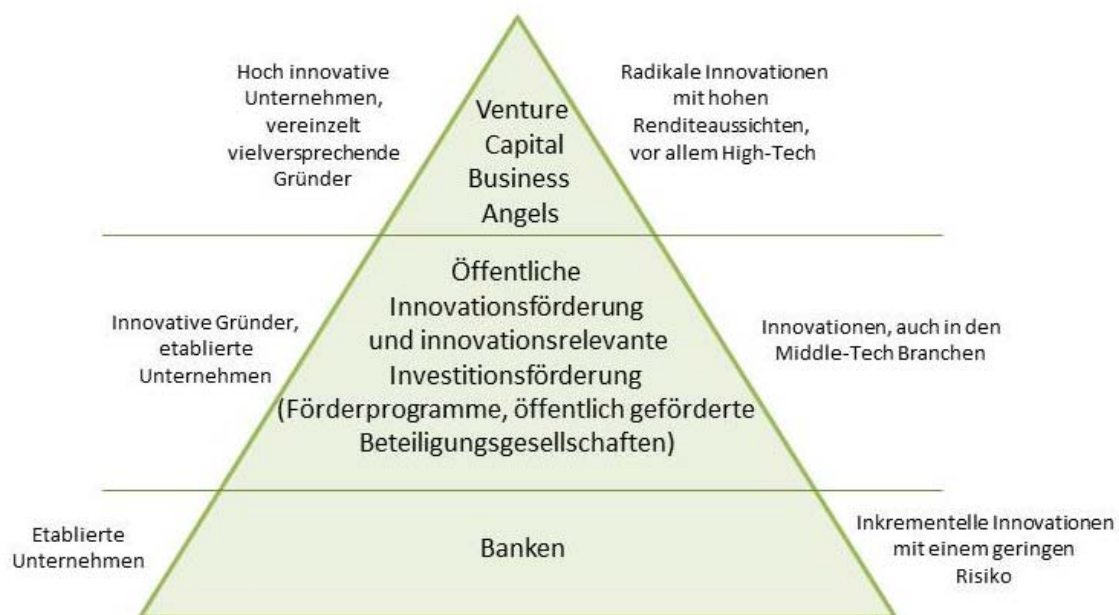 Hoch innovative
Unternehmen,
vereinzelt
vielversprechende
Gründer
Venture
Capital
Business
Angels
Radikale Innovationen
mit hohen
Renditeaussichten,
vor allem High-Tech
Innovative Gründer,
etablierte
Unternehmen
Öffentliche
Innovationsförderung
und innovationsrelevante
Investitionsförderung
(Förderprogramme, öffentlich geförderte
Beteiligungsgesellschaften)
Innovationen, auch in den
Middle-Tech Branchen
Etablierte
Unternehmen
Banken
Inkrementelle Innovationen
mit einem geringen
Risiko